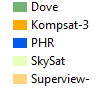 Dove
Kompsat-3
PHR
SkySat
Superview-